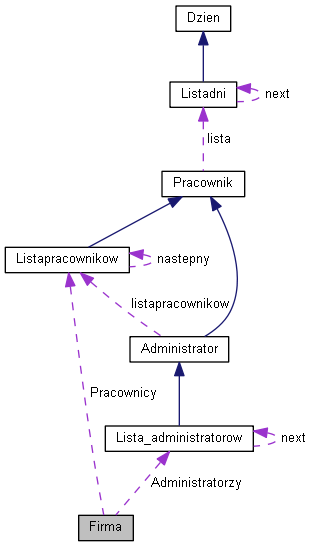 Dzien
Listadni
next
lista
Pracownik
Listapracownikow
nastepny
listapracownikow
Administrator
Pracownicy
Lista_administratorow
next
Administratorzy
Firma